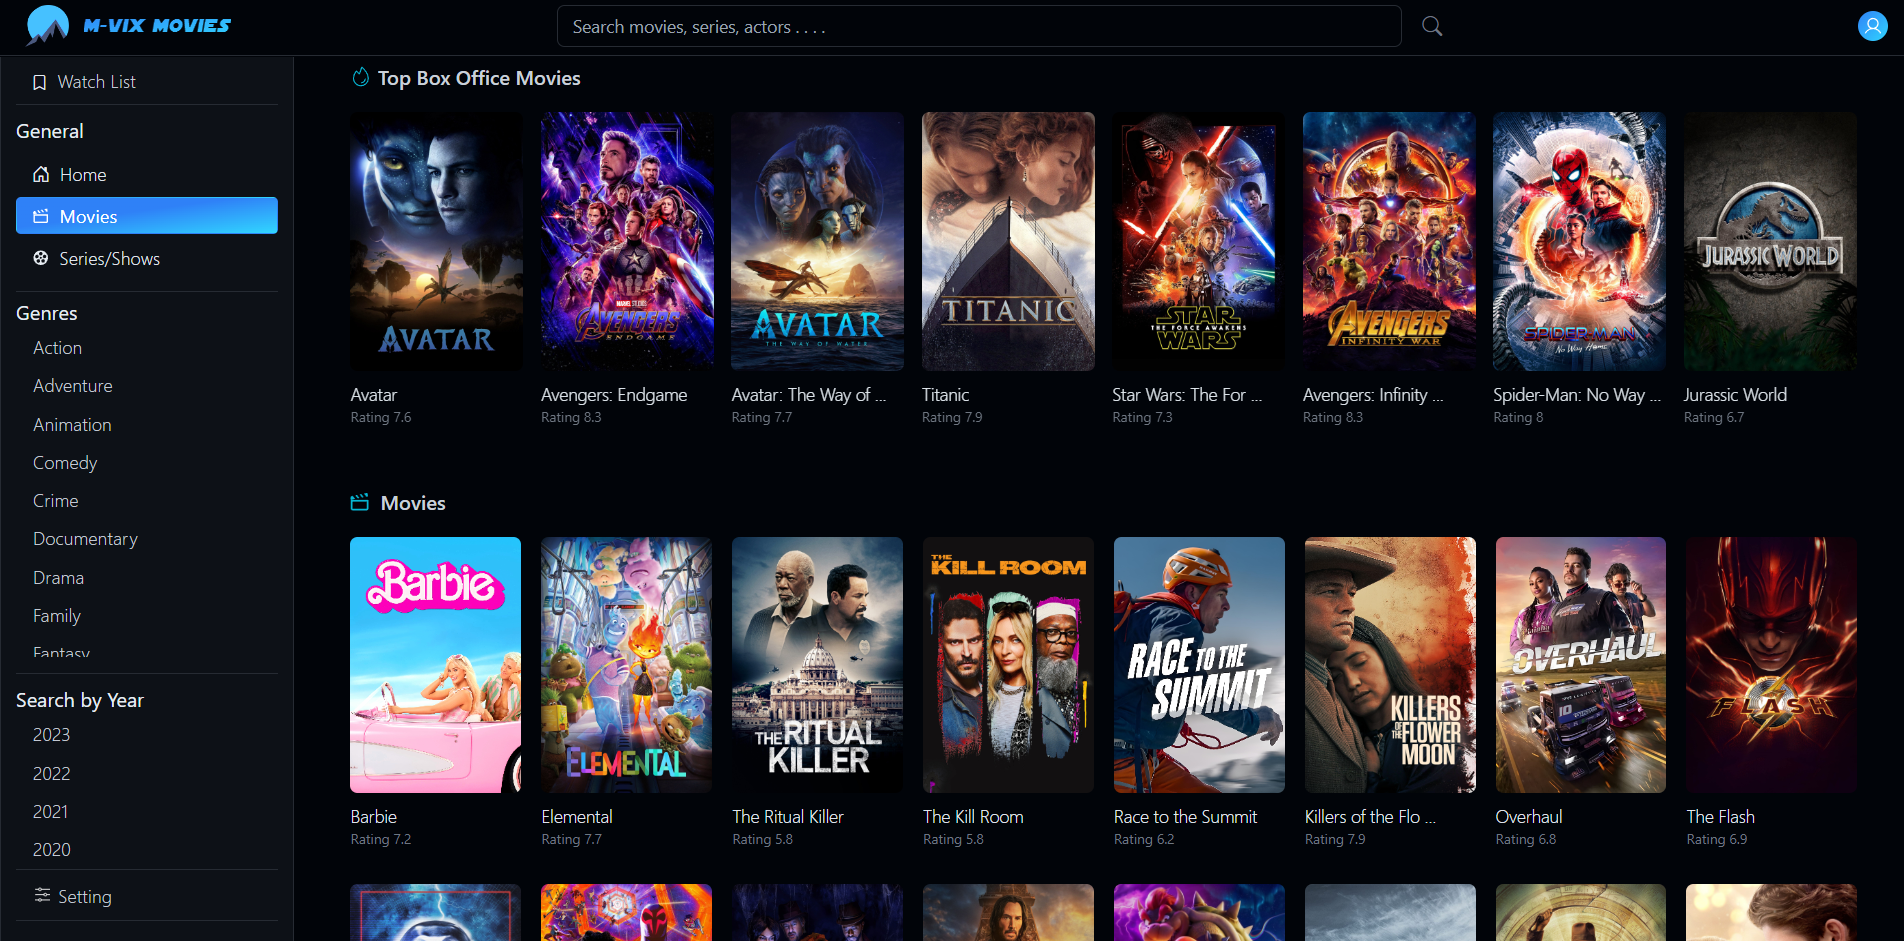 M-VIX MOVIES
Search movies, series, actors . . . .
Watch List
General
Home
Movies
Series/Shows
Genres
Action
Adventure
Animation
Comedy
Crime
Documentary
Drama
Family
Fantasy
Search by Year
2023
2022
2021
2020
Setting
Top Box Office Movies
AVATAR
MARVEL STUDIOS
AVENGERS
ENDGAME
AVATAR
THE WAY OF WATER
TITANIC
STAR
THE FORCE AWAKENS
WARS
AVENGERS
INFINITY WAR
SPIDER-MAN
No Way Home
JURASSIC WORLD
Avatar
Rating 7.6
Avengers: Endgame
Rating 8.3
Avatar: The Way of ...
Rating 7.7
Titanic
Rating 7.9
Star Wars: The For ...
Rating 7.3
Avengers: Infinity ...
Rating 8.3
Spider-Man: No Way ...
Rating 8
Jurassic World
Rating 6.7
Movies
Barbie
ELEMENTAL
THE RITUAL
KILLER
THE
KILL ROOM
RACE TO THE
SUMMIT
KILLERS
OF THE FLOWER
MOON
OVERHAUL
10
FLASH
Barbie
Rating 7.2
Elemental
Rating 7.7
The Ritual Killer
Rating 5.8
The Kill Room
Rating 5.8
Race to the Summit
Rating 6.2
Killers of the Flo ...
Rating 7.9
Overhaul
Rating 6.8
The Flash
Rating 6.9